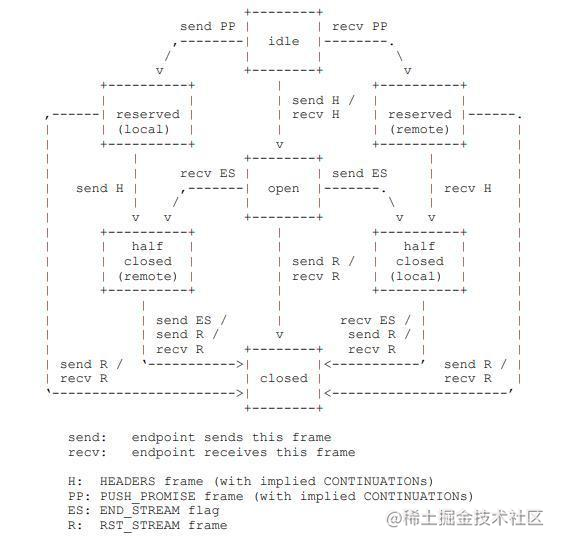 send PP
idle
recv PP
send H /
recv H
reserved
(local)
reserved
(remote)
recv ES
send ES
send H
open
recv H
half
closed
(remote)
send R /
recv R
half
closed
(local)
send ES /
send R /
recv R
recv ES /
send R /
recv R
send R /
recv R
closed
send R /
recv R
send: endpoint sends this frame
recv: endpoint receives this frame
H: HEADERS frame (with implied CONTINUATIONs)
PP: PUSH_PROMISE frame (with implied CONTINUATIONs)
ES: END_STREAM flag
R: RST_STREAM frame
@稀土掘金技术社区